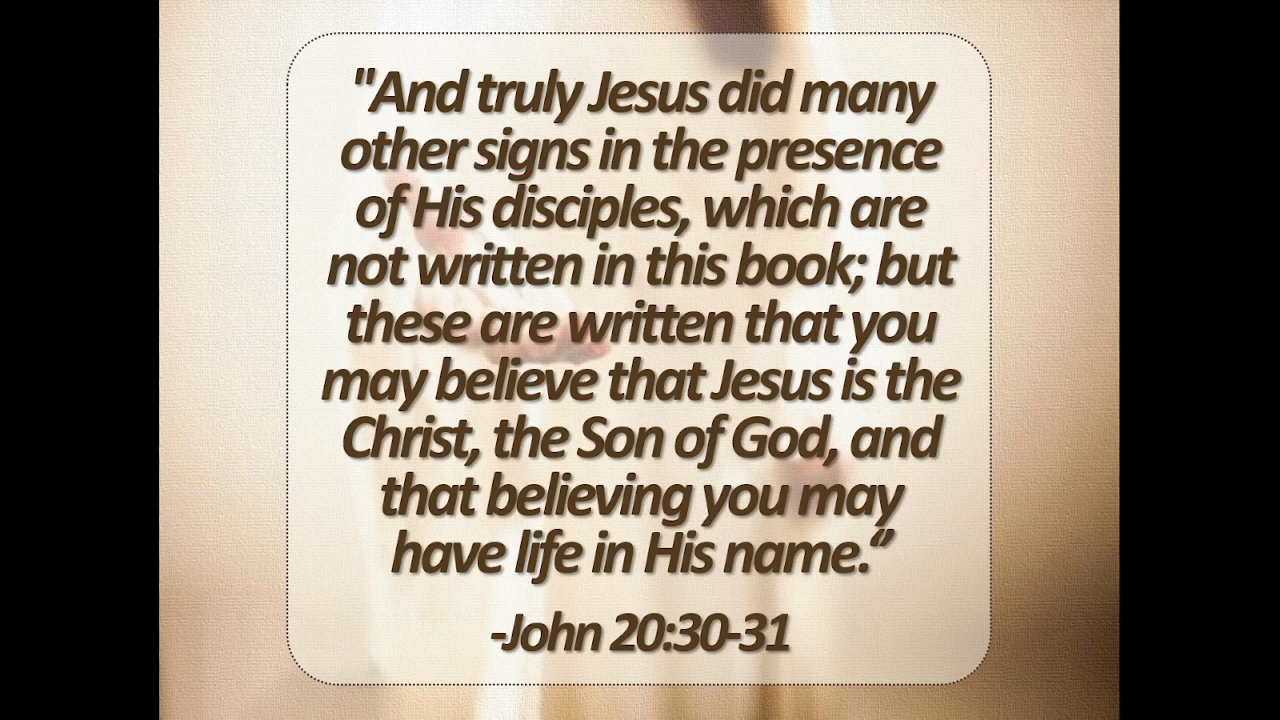 "And truly Jesus did many
other signs in the presence
of His disciples, which are
not written in this book; but
these are written that you
may believe that Jesus is the
Christ, the Son of God, and
that believing you may
have life in His name.“
-John 20:30-31